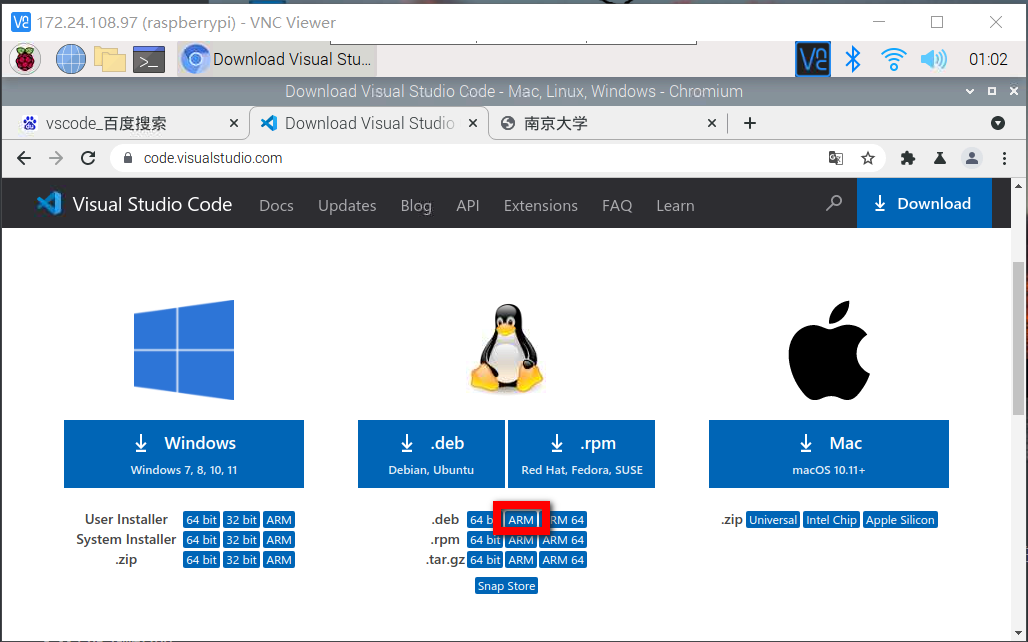 172.24.108.97 (raspberrypi) - VNC Viewer
Download Visual Stu... 01:02
Download Visual Studio Code - Mac, Linux, Windows - Chromium
vscode_百度搜索 Download Visual Studio 南京大学
code.visualstudio.com
Visual Studio Code Docs Updates Blog API Extensions FAQ Learn Download
Windows .deb .rpm Mac
Windows 7, 8, 10, 11 Debian, Ubuntu Red Hat, Fedora, SUSE macOS 10.11+
User Installer 64 bit 32 bit ARM .deb 64 b ARM RM 64 .zip Universal Intel Chip Apple Silicon
System Installer 64 bit 32 bit ARM .rpm 64 bit ARM ARM 64
.zip 64 bit 32 bit ARM .tar.gz 64 bit ARM ARM 64
Snap Store